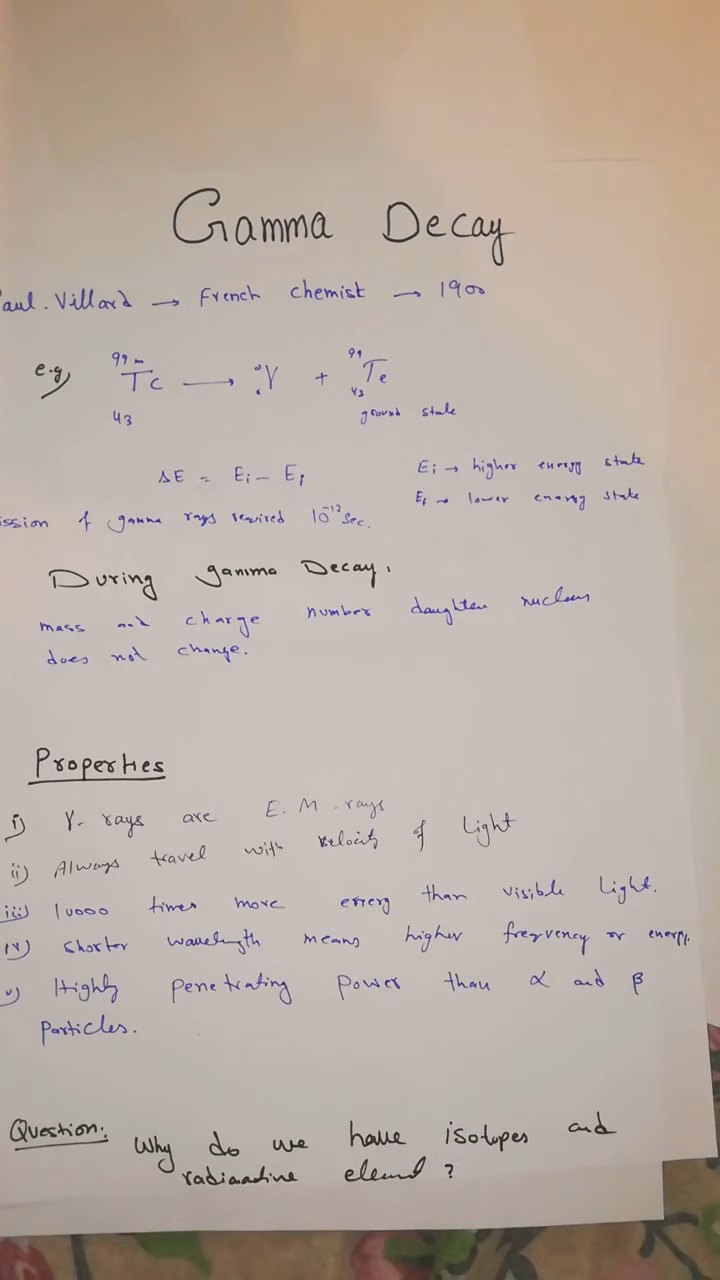 Gamma Decay
aul. Villard → French chemist → 1900
e.g 99m 43 Tc → 0 0 γ + 99 43 Te
ground state
ΔE = Ei - Ef
Ei → higher energy state
Ef → lower energy state
ission of gamma rays required 10^-12 Sec.
During gamma Decay.
mass and charge number daughter nucleus
does not change.
Properties
i) γ- rays are E.M-rays
ii) Always travel with velocity of Light
iii) 10000 times more energy than visible Light.
iv) Shorter wavelength means higher frequency or energy.
v) Highly penetrating power than α and β
particles.
Question: Why do we have isotopes and
radioactive element ?